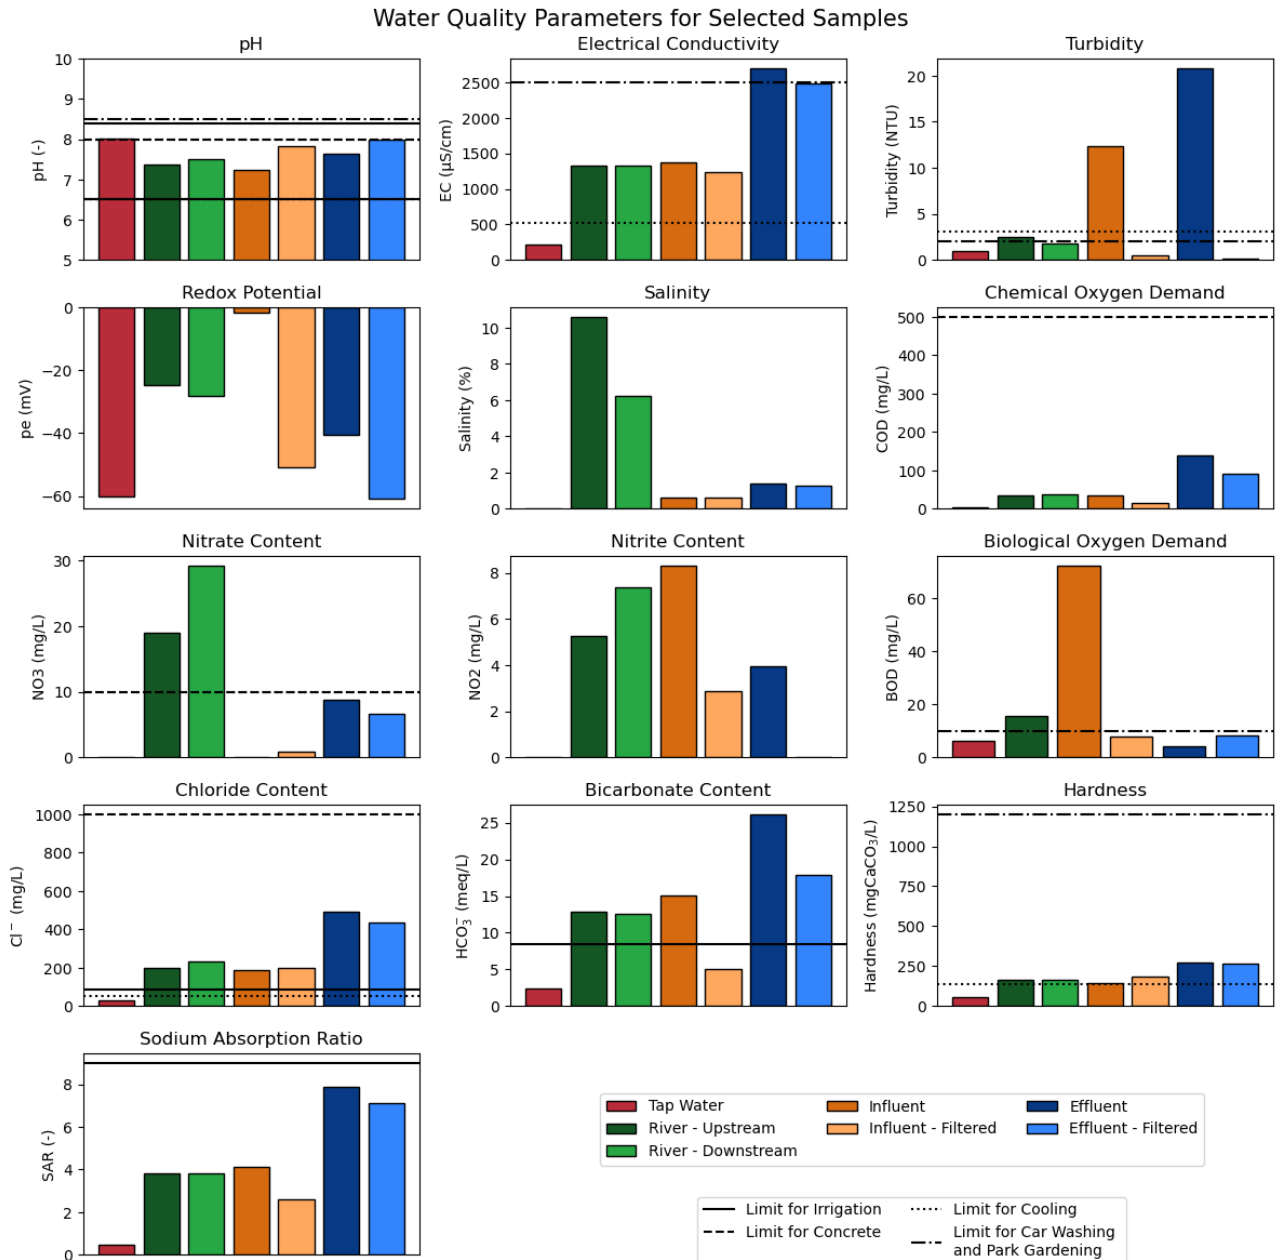 Water Quality Parameters for Selected Samples
pH
pH (-)
10
9
8
7
6
5
Electrical Conductivity
EC (µS/cm)
2500
2000
1500
1000
500
0
Turbidity
Turbidity (NTU)
20
15
10
5
0
Redox Potential
pe (mV)
0
−20
−40
−60
Salinity
Salinity (%)
10
8
6
4
2
0
Chemical Oxygen Demand
COD (mg/L)
500
400
300
200
100
0
Nitrate Content
NO3 (mg/L)
30
20
10
0
Nitrite Content
NO2 (mg/L)
8
6
4
2
0
Biological Oxygen Demand
BOD (mg/L)
60
40
20
0
Chloride Content
Cl⁻ (mg/L)
1000
800
600
400
200
0
Bicarbonate Content
HCO₃⁻ (meq/L)
25
20
15
10
5
0
Hardness
Hardness (mgCaCO₃/L)
1250
1000
750
500
250
0
Sodium Absorption Ratio
SAR (-)
8
6
4
2
0
Tap Water
River - Upstream
River - Downstream
Influent
Influent - Filtered
Effluent
Effluent - Filtered
Limit for Irrigation
Limit for Concrete
Limit for Cooling
Limit for Car Washing
and Park Gardening